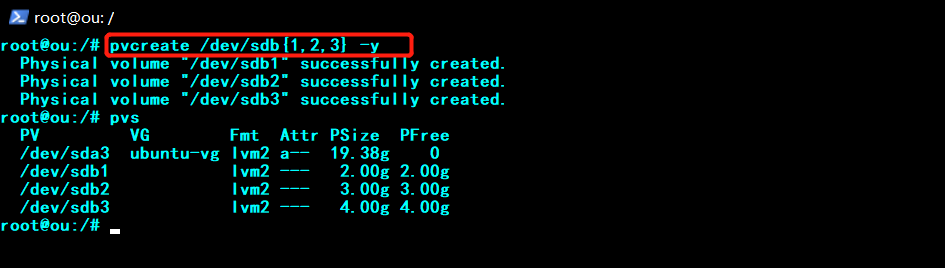 root@ou: /
root@ou:/# pvcreate /dev/sdb{1,2,3} -y
  Physical volume "/dev/sdb1" successfully created.
  Physical volume "/dev/sdb2" successfully created.
  Physical volume "/dev/sdb3" successfully created.
root@ou:/# pvs
  PV         VG        Fmt  Attr PSize  PFree
  /dev/sda3  ubuntu-vg lvm2 a--  19.38g    0
  /dev/sdb1            lvm2 ---   2.00g 2.00g
  /dev/sdb2            lvm2 ---   3.00g 3.00g
  /dev/sdb3            lvm2 ---   4.00g 4.00g
root@ou:/#